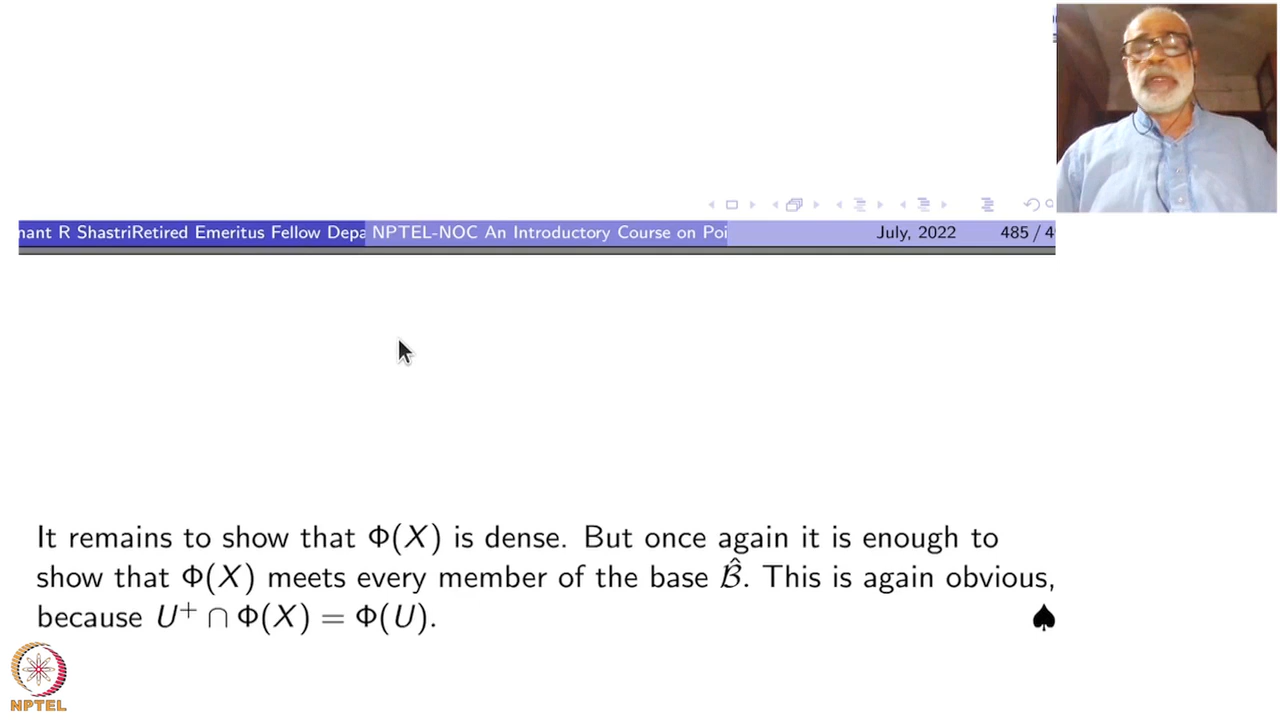 nant R ShastriRetired Emeritus Fellow Depa NPTEL-NOC An Introductory Course on Poi July, 2022 485 / 4
It remains to show that Φ(X) is dense. But once again it is enough to
show that Φ(X) meets every member of the base 𝓑̂. This is again obvious,
because U⁺ ∩ Φ(X) = Φ(U). ♠
NPTEL